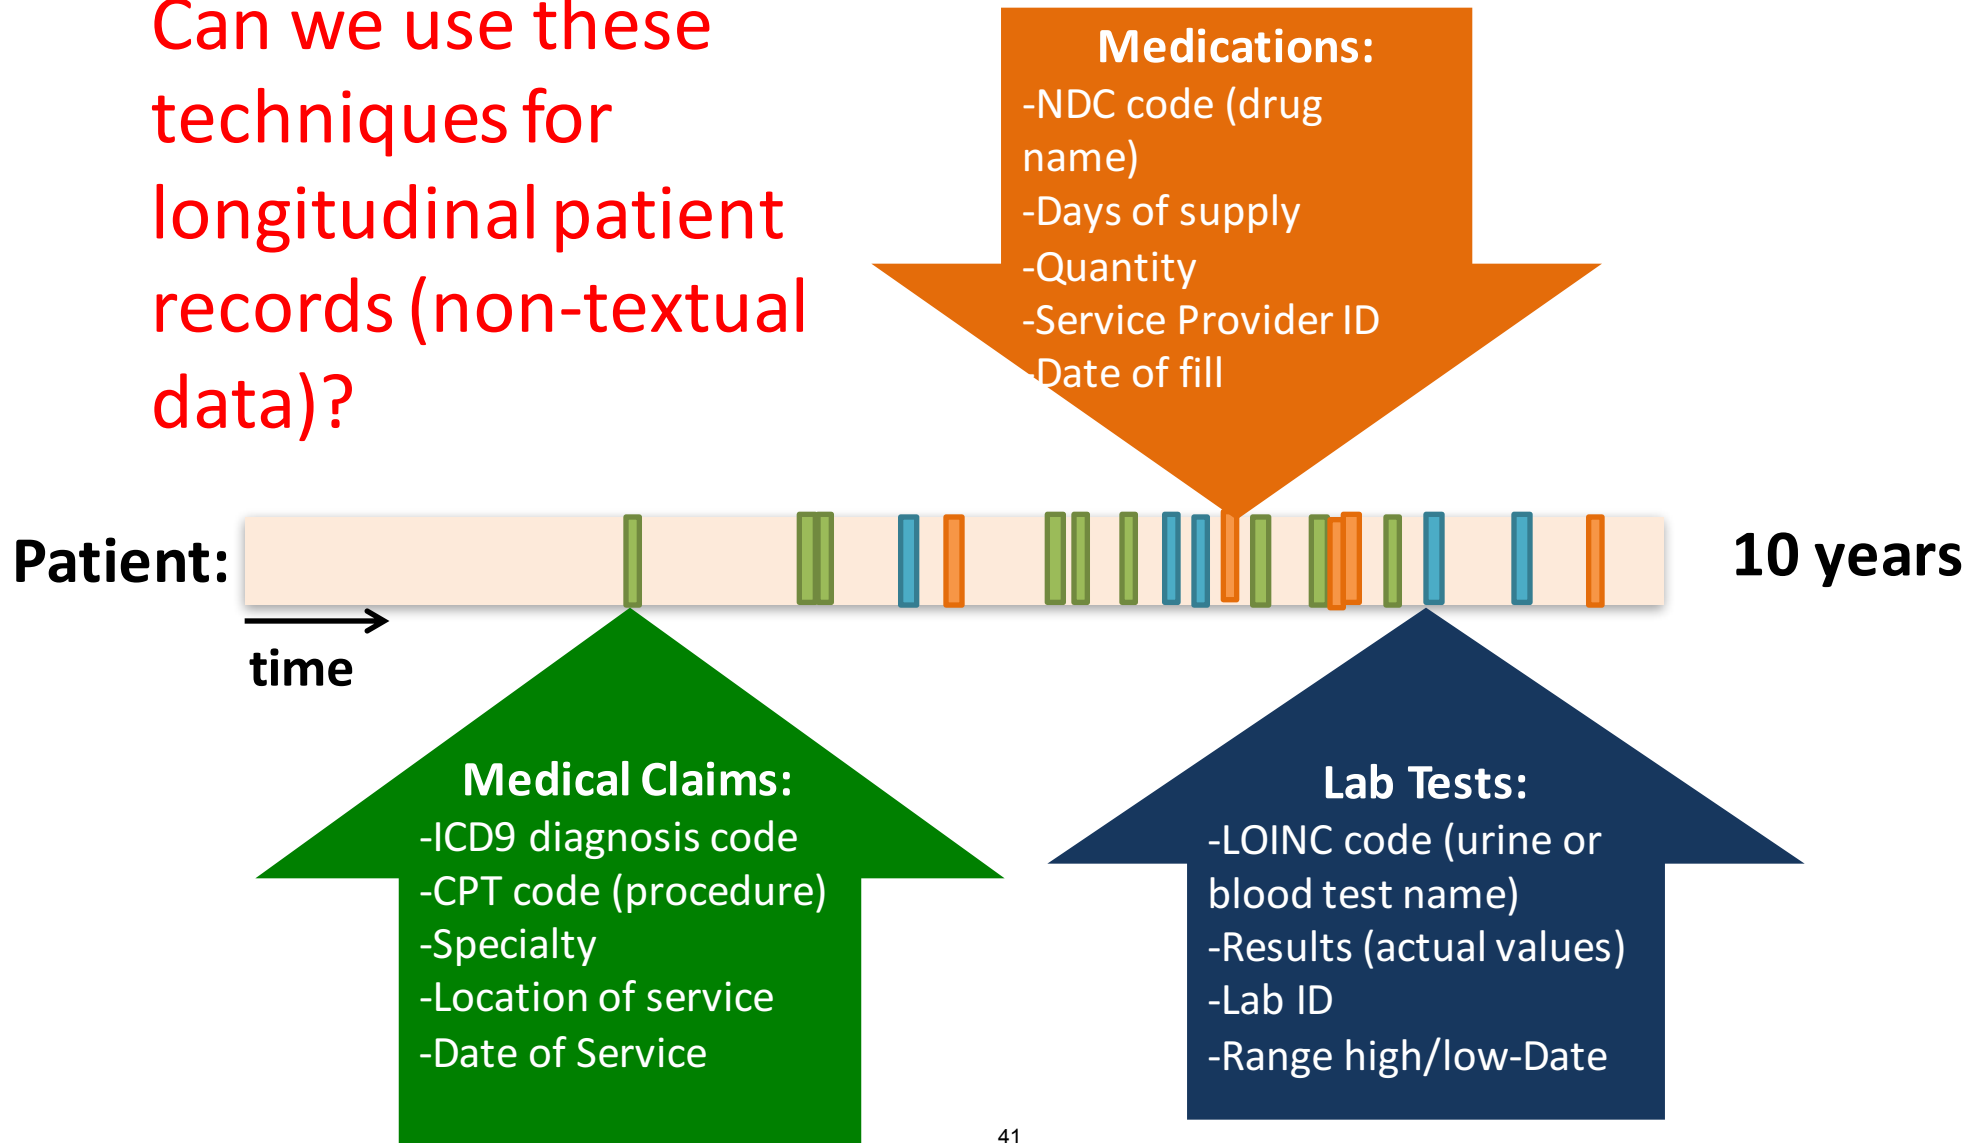 Can we use these
techniques for
longitudinal patient
records (non-textual
data)?
Medications:
-NDC code (drug
name)
-Days of supply
-Quantity
-Service Provider ID
-Date of fill
Patient:
10 years
time
Medical Claims:
-ICD9 diagnosis code
-CPT code (procedure)
-Specialty
-Location of service
-Date of Service
Lab Tests:
-LOINC code (urine or
blood test name)
-Results (actual values)
-Lab ID
-Range high/low-Date
41